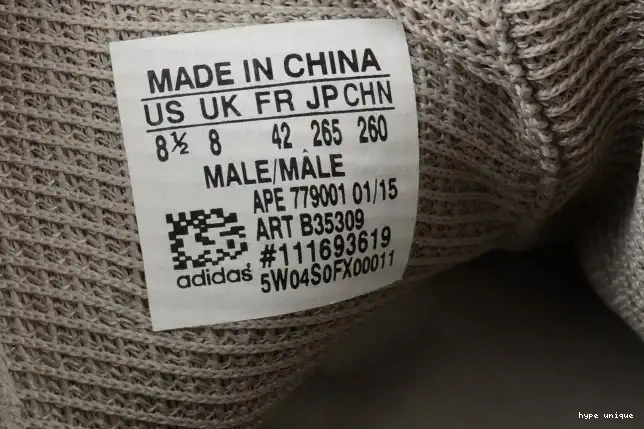 MADE IN CHINA
US UK FR JP CHN
8½ 8 42 265 260
MALE/MÂLE
APE 779001 01/15
ART B35309
#111693619
adidas 5W04S0FX00011
hype unique